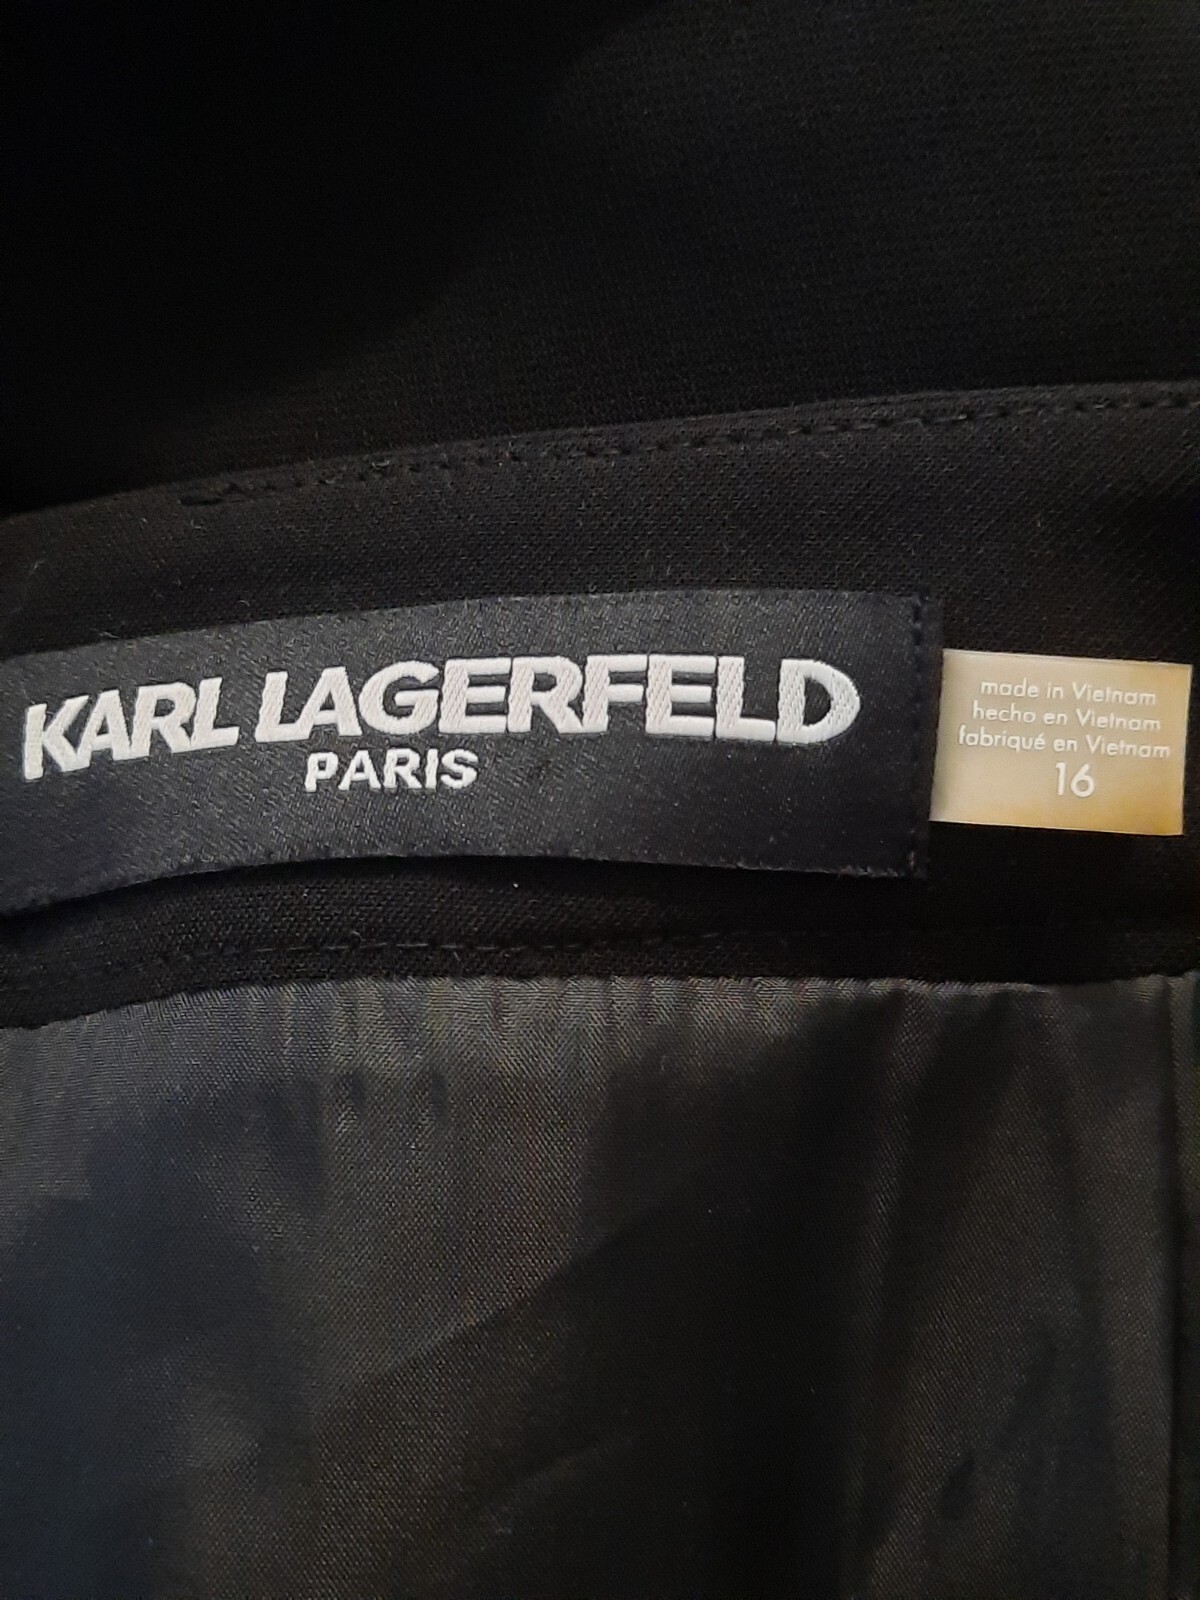 KARL LAGERFELD
PARIS
made in Vietnam
hecho en Vietnam
fabriqué en Vietnam
16